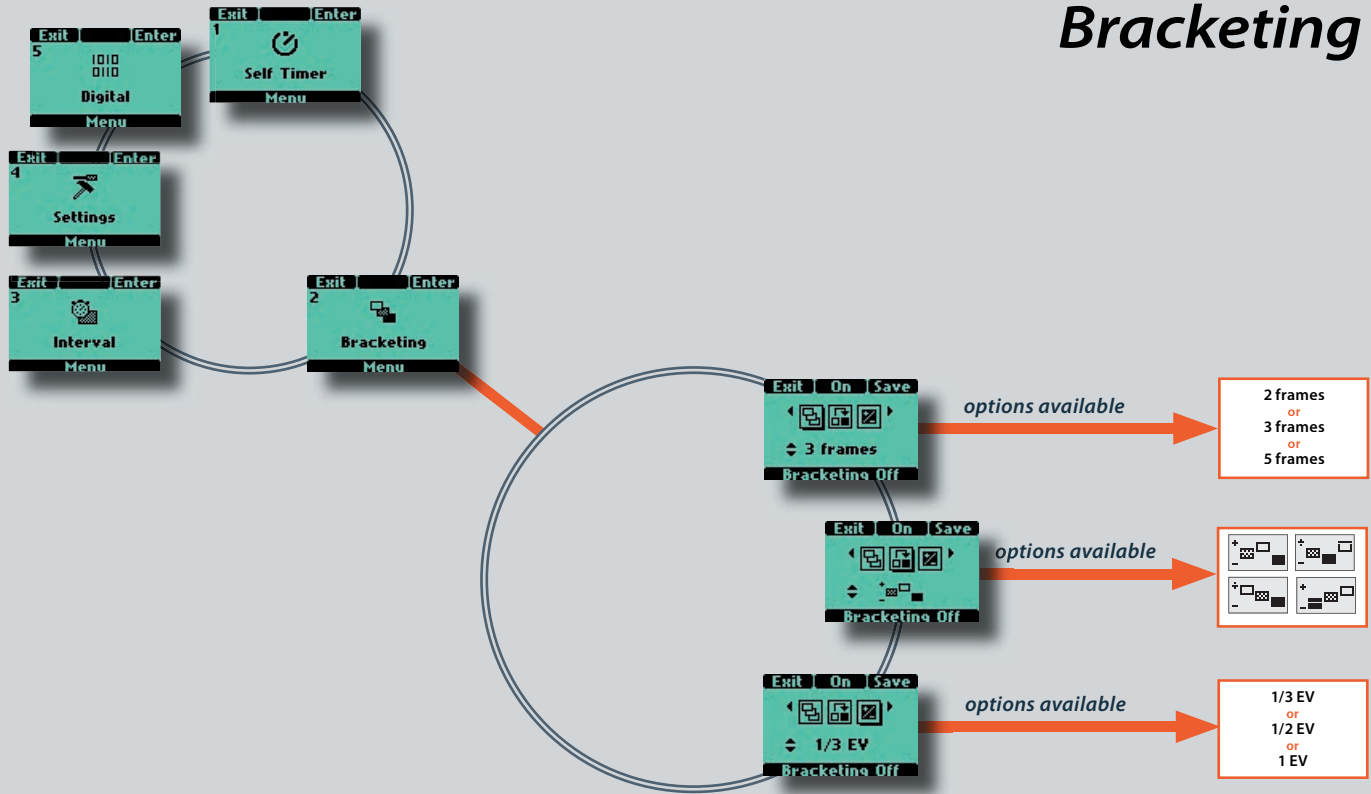 Bracketing
Exit Enter
1
Self Timer
Menu
Exit Enter
5
1010
0110
Digital
Menu
Exit Enter
4
Settings
Menu
Exit Enter
3
Interval
Menu
Exit Enter
2
Bracketing
Menu
Exit On Save
3 frames
Bracketing Off
options available
2 frames
or
3 frames
or
5 frames
Exit On Save
Bracketing Off
options available
Exit On Save
1/3 EV
Bracketing Off
options available
1/3 EV
or
1/2 EV
or
1 EV